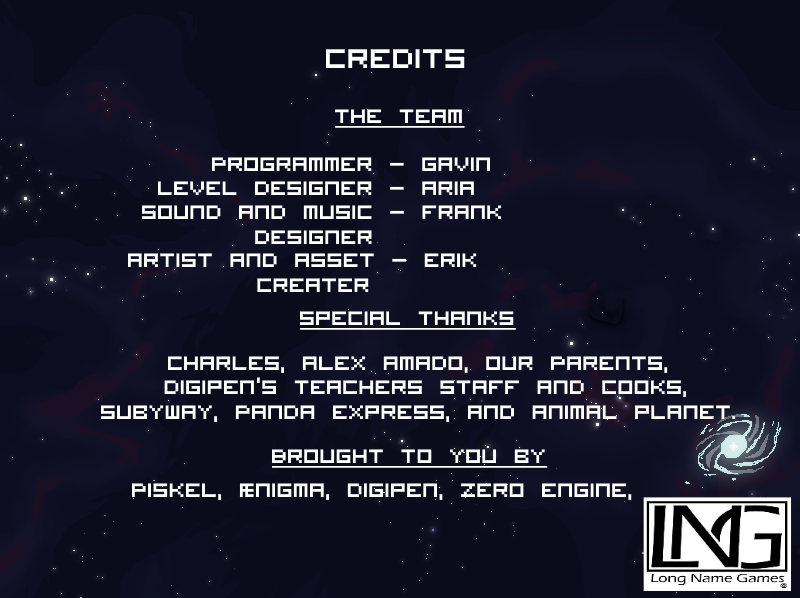 CREDITS
THE TEAM
PROGRAMMER - GAVIN
LEVEL DESIGNER - ARIA
SOUND AND MUSIC - FRANK
DESIGNER
ARTIST AND ASSET - ERIK
CREATER
SPECIAL THANKS
CHARLES, ALEX AMADO, OUR PARENTS,
DIGIPEN'S TEACHERS STAFF AND COOKS,
SUBYWAY, PANDA EXPRESS, AND ANIMAL PLANET.
BROUGHT TO YOU BY
PISKEL, ÆNIGMA, DIGIPEN, ZERO ENGINE,
LNG
Long Name Games®